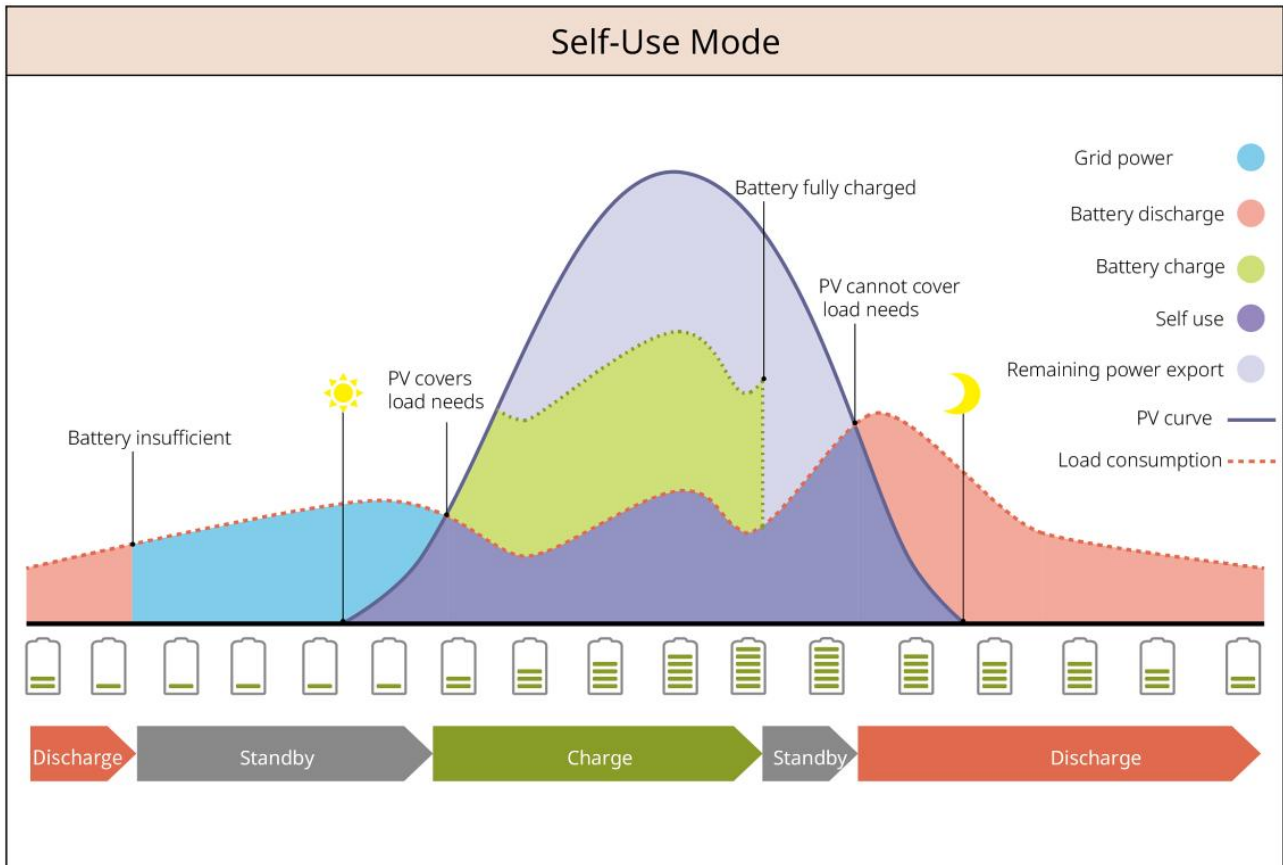 Self-Use Mode
Grid power
Battery discharge
Battery charge
Self use
Remaining power export
PV curve
Load consumption
Battery fully charged
PV cannot cover
load needs
PV covers
load needs
Battery insufficient
Discharge
Standby
Charge
Standby
Discharge